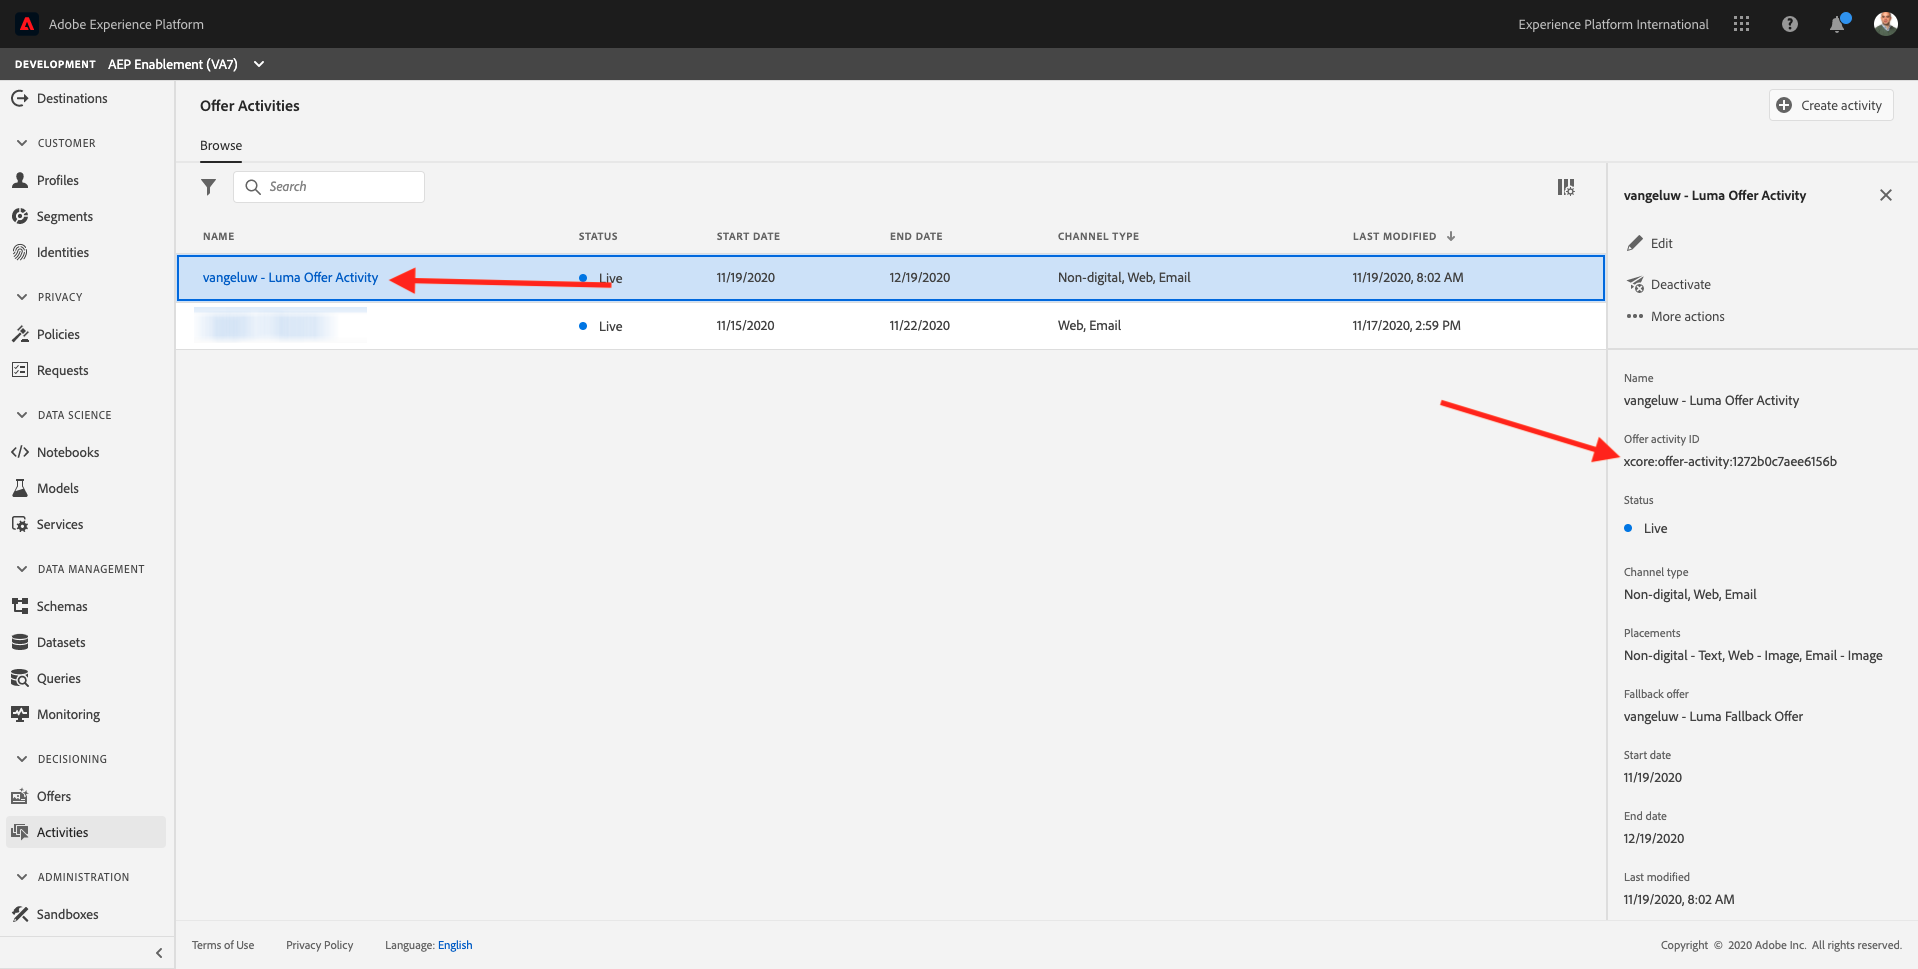 Adobe Experience Platform
Experience Platform International
DEVELOPMENT AEP Enablement (VA7)
Destinations
CUSTOMER
Profiles
Segments
Identities
PRIVACY
Policies
Requests
DATA SCIENCE
Notebooks
Models
Services
DATA MANAGEMENT
Schemas
Datasets
Queries
Monitoring
DECISIONING
Offers
Activities
ADMINISTRATION
Sandboxes
Offer Activities
Create activity
Browse
Search
NAME STATUS START DATE END DATE CHANNEL TYPE LAST MODIFIED
vangeluw - Luma Offer Activity Live 11/19/2020 12/19/2020 Non-digital, Web, Email 11/19/2020, 8:02 AM
Live 11/15/2020 11/22/2020 Web, Email 11/17/2020, 2:59 PM
vangeluw - Luma Offer Activity
Edit
Deactivate
More actions
Name
vangeluw - Luma Offer Activity
Offer activity ID
xcore:offer-activity:1272b0c7aee6156b
Status
Live
Channel type
Non-digital, Web, Email
Placements
Non-digital - Text, Web - Image, Email - Image
Fallback offer
vangeluw - Luma Fallback Offer
Start date
11/19/2020
End date
12/19/2020
Last modified
11/19/2020, 8:02 AM
Terms of Use Privacy Policy Language: English
Copyright © 2020 Adobe Inc. All rights reserved.